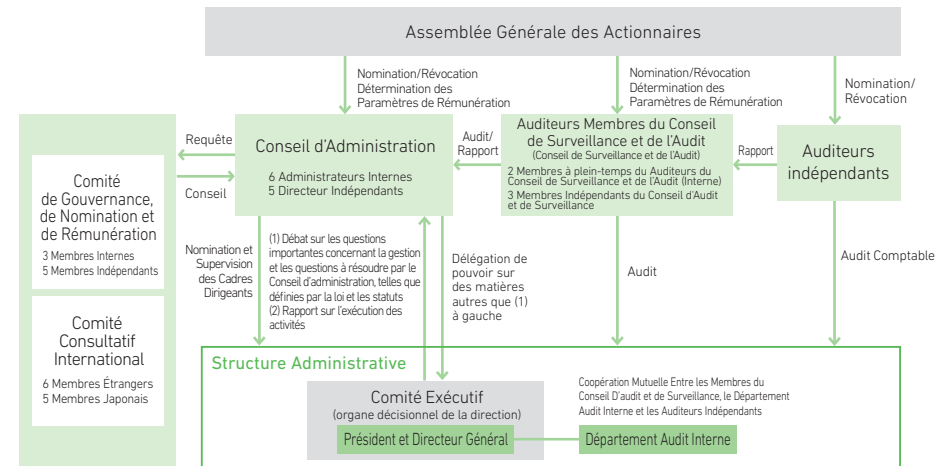 Assemblée Générale des Actionnaires
Nomination/Révocation
Détermination des
Paramètres de Rémunération
Nomination/Révocation
Détermination des
Paramètres de Rémunération
Nomination/
Révocation
Comité
de Gouvernance,
de Nomination et
de Rémunération
3 Membres Internes
5 Membres Indépendants
Comité
Consultatif
International
6 Membres Étrangers
5 Membres Japonais
Requête
Conseil
Conseil d'Administration
6 Administrateurs Internes
5 Directeur Indépendants
Audit/
Rapport
Auditeurs Membres du Conseil
de Surveillance et de l'Audit
(Conseil de Surveillance et de l'Audit)
2 Membres à plein-temps du Auditeurs du
Conseil de Surveillance et de l'Audit (Interne)
3 Membres Indépendants du Conseil d'Audit
et de Surveillance
Rapport
Auditeurs
indépendants
Nomination et
Supervision
des Cadres
Dirigeants
(1) Débat sur les questions
importantes concernant la gestion
et les questions à résoudre par le
Conseil d'administration, telles que
définies par la loi et les statuts
(2) Rapport sur l'exécution des
activités
Délégation de
pouvoir sur
des matières
autres que (1)
à gauche
Audit
Audit Comptable
Structure Administrative
Comité Exécutif
(organe décisionnel de la direction)
Président et Directeur Général
Coopération Mutuelle Entre les Membres du
Conseil D'audit et de Surveillance, le Département
Audit Interne et les Auditeurs Indépendants
Département Audit Interne